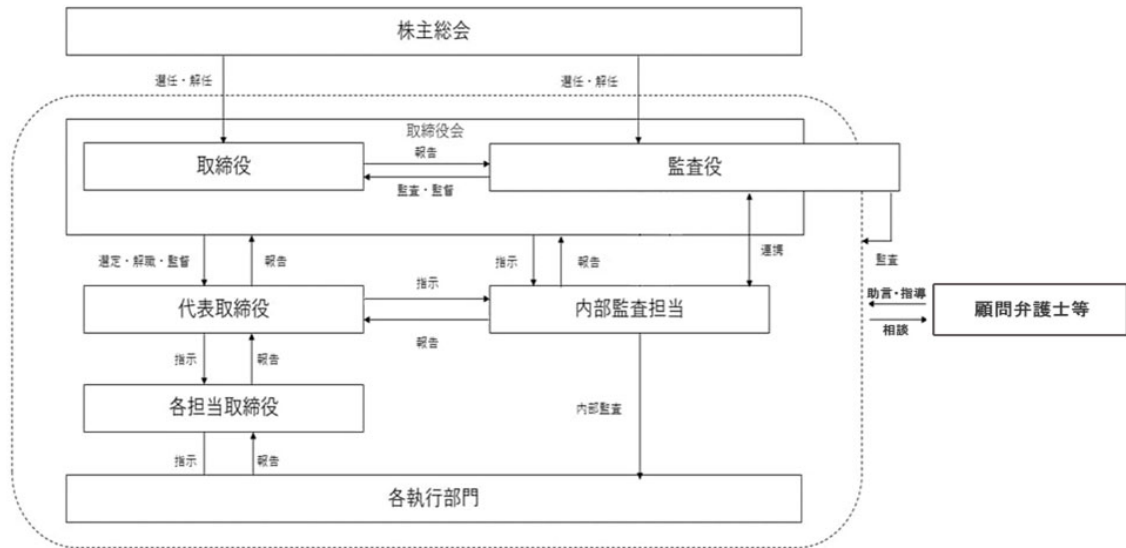 株主総会
選任・解任
選任・解任
取締役会
取締役
報告
監査・監督
監査役
選定・解職・監督
報告
指示
報告
連携
監査
代表取締役
指示
報告
内部監査担当
助言・指導
相談
顧問弁護士等
指示
報告
各担当取締役
内部監査
指示
報告
各執行部門